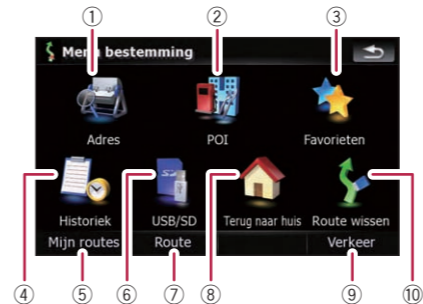 ① ② ③
Menu bestemming
Adres POI Favorieten
Historiek USB/SD Terug naar huis Route wissen
Mijn routes Route Verkeer
④ ⑤ ⑥ ⑦ ⑧ ⑨ ⑩